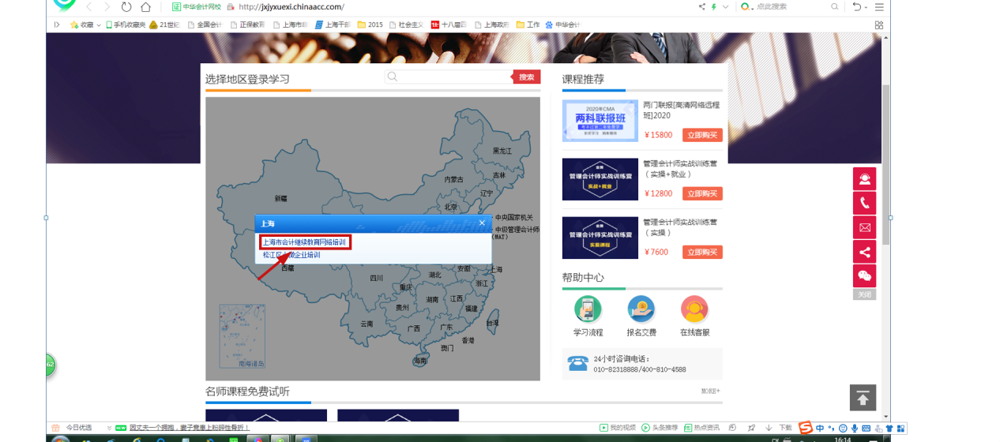 证 中华会计网校 http://jxjyxuexi.chinaacc.com/ 点此搜索
收藏 手机收藏夹 21世纪 全国会计 正保教育 上海市职 上海干部 2015 社会主义 十八届四 上海政府 工作 中华会计
选择地区登录学习
搜索
黑龙江
吉林
内蒙古
辽宁
新疆
北京
中央国家机关
中级管理会计师
(MAT)
上海
上海市会计继续教育网络培训
松江区小微企业培训
西藏
安徽
上海
四川
湖北
浙江
重庆
湖南
江西
贵州
福建
云南
广西
广东
台湾
香港
澳门
海南
南海诸岛
课程推荐
2020年CMA
两科联报班
两门联报[高清网络远程
班]2020
￥15800 立即购买
管理会计师实战训练营
实战+就业
管理会计师实战训练营
（实操+就业）
￥12800 立即购买
管理会计师实战训练营
实操课程
管理会计师实战训练营
（实操）
￥7600 立即购买
帮助中心
学习流程 报名交费 在线客服
24小时咨询电话：
010-82318888/400-810-4588
关闭
名师课程免费试听
MORE+
62
今日优选 NEW 因丈夫一个拥抱，妻子竟患上粉碎性骨折！
我的视频 头条推荐 热点资讯 下载 中
CH 16:14